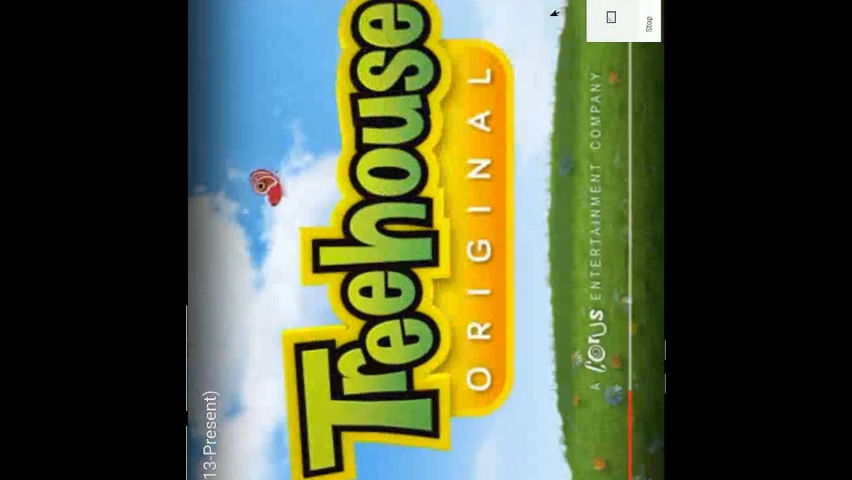 13-Present)
Treehouse
ORIGINAL
A Corus ENTERTAINMENT COMPANY
Stop